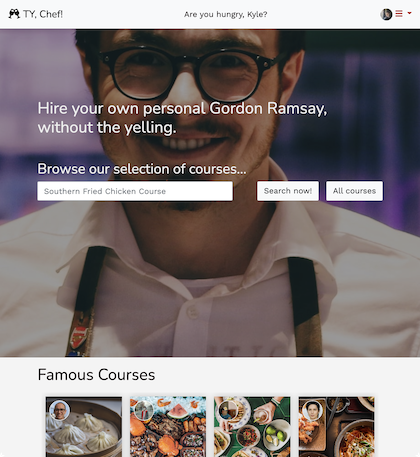 TY, Chef!
Are you hungry, Kyle?
Hire your own personal Gordon Ramsay,
without the yelling.
Browse our selection of courses...
Southern Fried Chicken Course
Search now!
All courses
Famous Courses